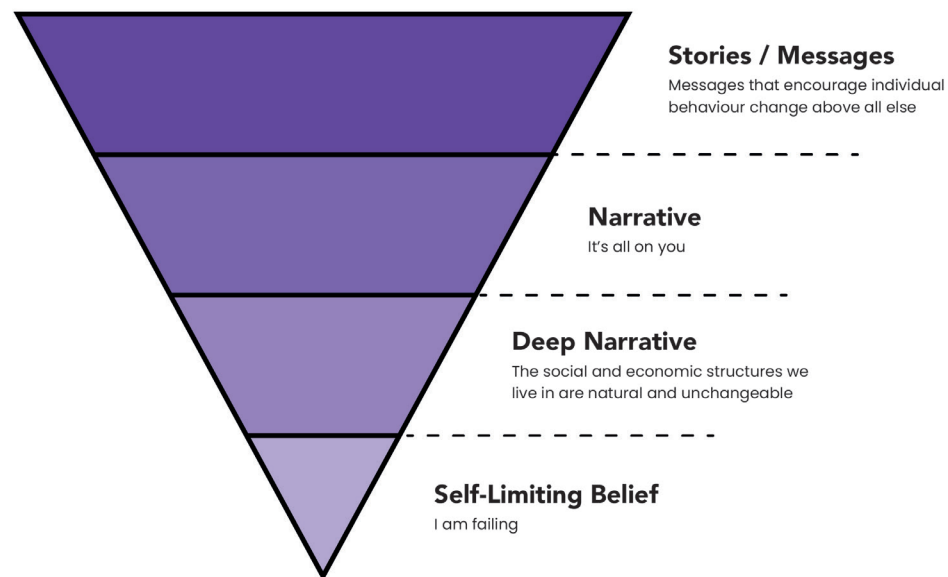 Stories / Messages
Messages that encourage individual
behaviour change above all else
Narrative
It’s all on you
Deep Narrative
The social and economic structures we
live in are natural and unchangeable
Self-Limiting Belief
I am failing